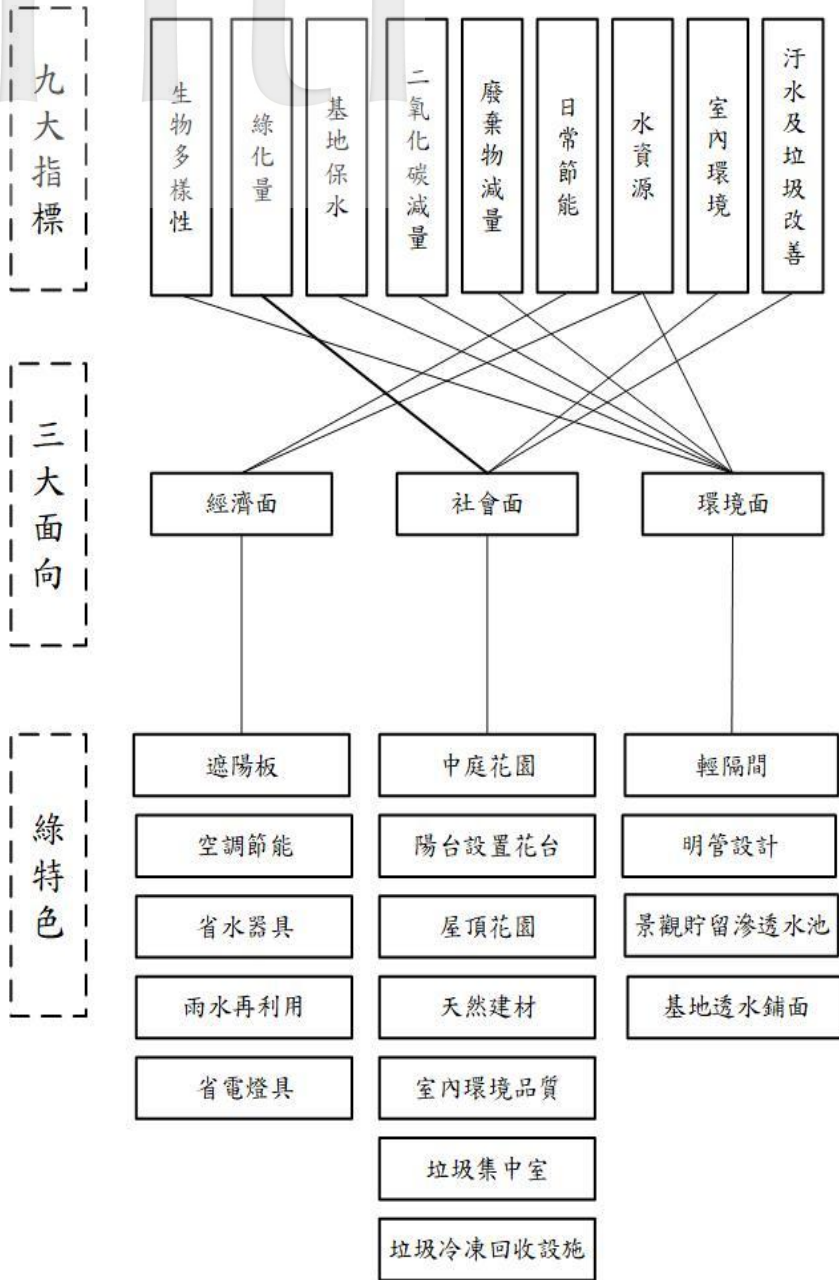 九大指標
生物多樣性
綠化量
基地保水
二氧化碳減量
廢棄物減量
日常節能
水資源
室內環境
汙水及垃圾改善
三大面向
經濟面
社會面
環境面
綠特色
遮陽板
中庭花園
輕隔間
空調節能
陽台設置花台
明管設計
省水器具
屋頂花園
景觀貯留滲透水池
雨水再利用
天然建材
基地透水鋪面
省電燈具
室內環境品質
垃圾集中室
垃圾冷凍回收設施